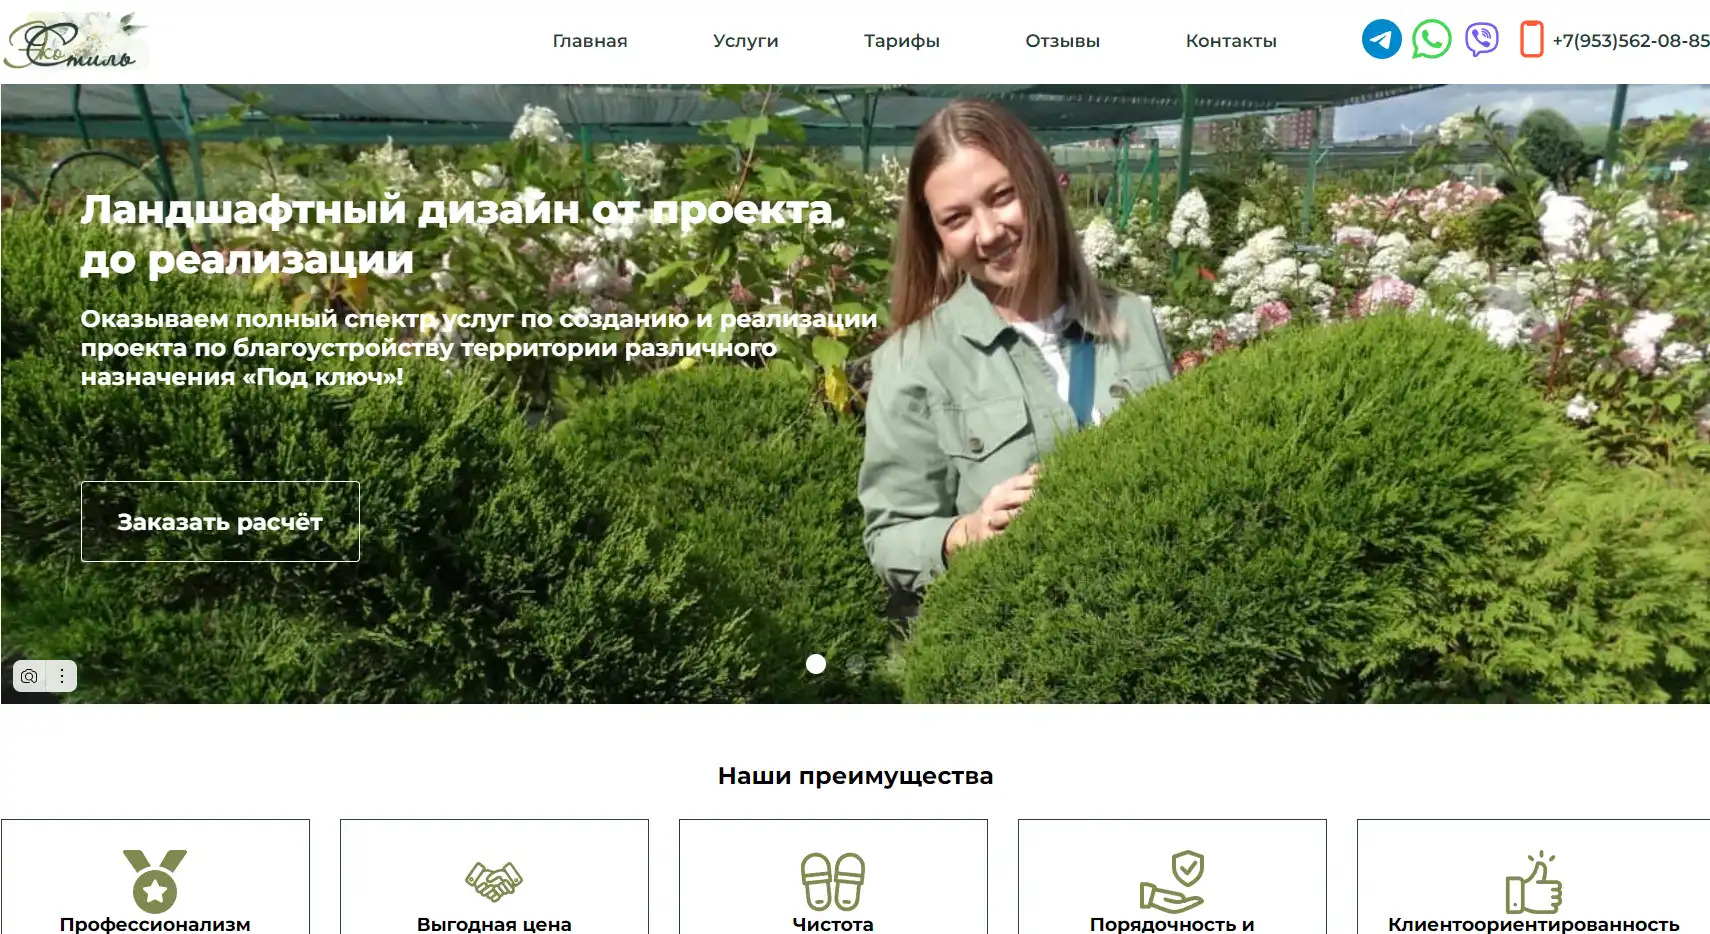 ЭкоСтиль
Главная
Услуги
Тарифы
Отзывы
Контакты
+7(953)562-08-85
Ландшафтный дизайн от проекта
до реализации
Оказываем полный спектр услуг по созданию и реализации
проекта по благоустройству территории различного
назначения «Под ключ»!
Заказать расчёт
Наши преимущества
Профессионализм
Выгодная цена
Чистота
Порядочность и
Клиентоориентированность